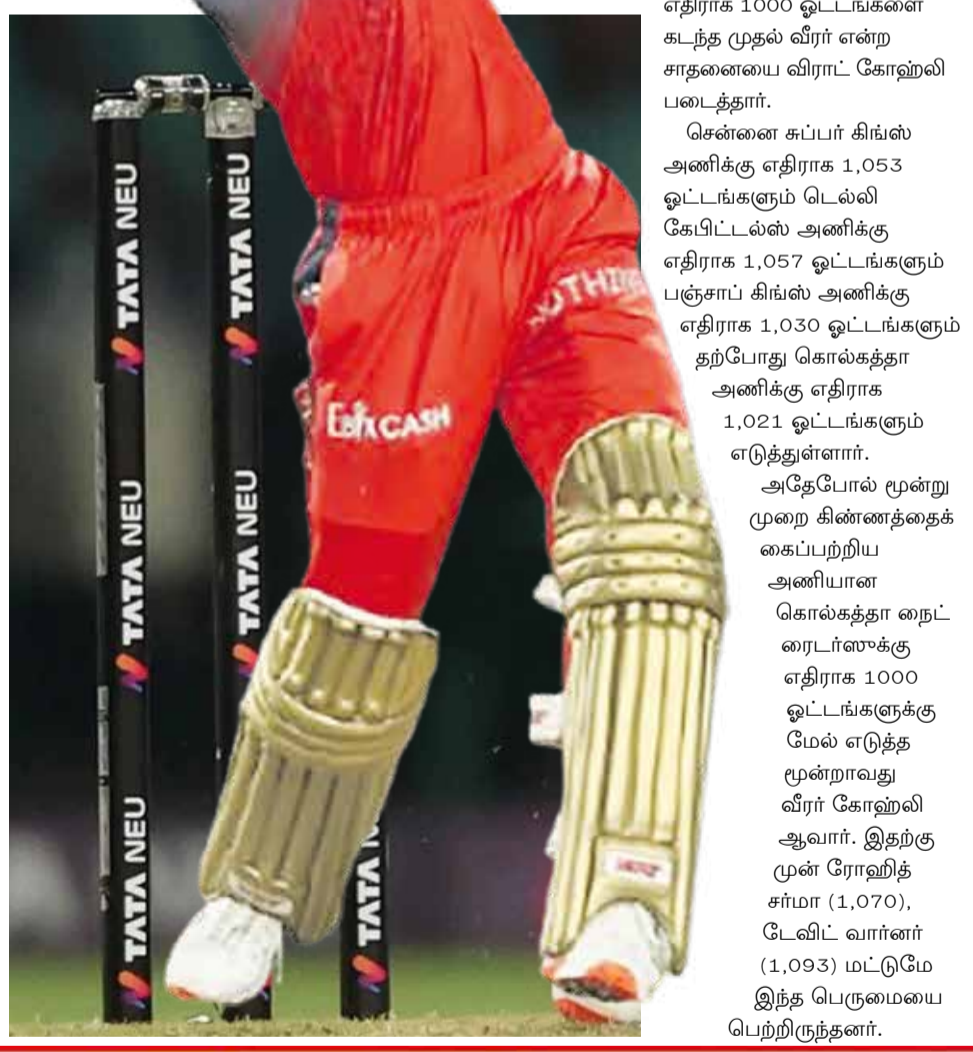 எதிராக 1000 ஓட்டங்களை
கடந்த முதல் வீரர் என்ற
சாதனையை விராட் கோஹ்லி
படைத்தார்.
சென்னை சுப்பர் கிங்ஸ்
அணிக்கு எதிராக 1,053
ஓட்டங்களும் டெல்லி
கேபிட்டல்ஸ் அணிக்கு
எதிராக 1,057 ஓட்டங்களும்
பஞ்சாப் கிங்ஸ் அணிக்கு
எதிராக 1,030 ஓட்டங்களும்
தற்போது கொல்கத்தா
அணிக்கு எதிராக
1,021 ஓட்டங்களும்
எடுத்துள்ளார்.
அதேபோல் மூன்று
முறை கிண்ணத்தைக்
கைப்பற்றிய
அணியான
கொல்கத்தா நைட்
ரைடர்ஸுக்கு
எதிராக 1000
ஓட்டங்களுக்கு
மேல் எடுத்த
மூன்றாவது
வீரர் கோஹ்லி
ஆவார். இதற்கு
முன் ரோஹித்
சர்மா (1,070),
டேவிட் வார்னர்
(1,093) மட்டுமே
இந்த பெருமையை
பெற்றிருந்தனர்.
TATA NEU
TATA NEU
TATA NEU
TATA NEU
TATA NEU
TATA N
EbixCASH